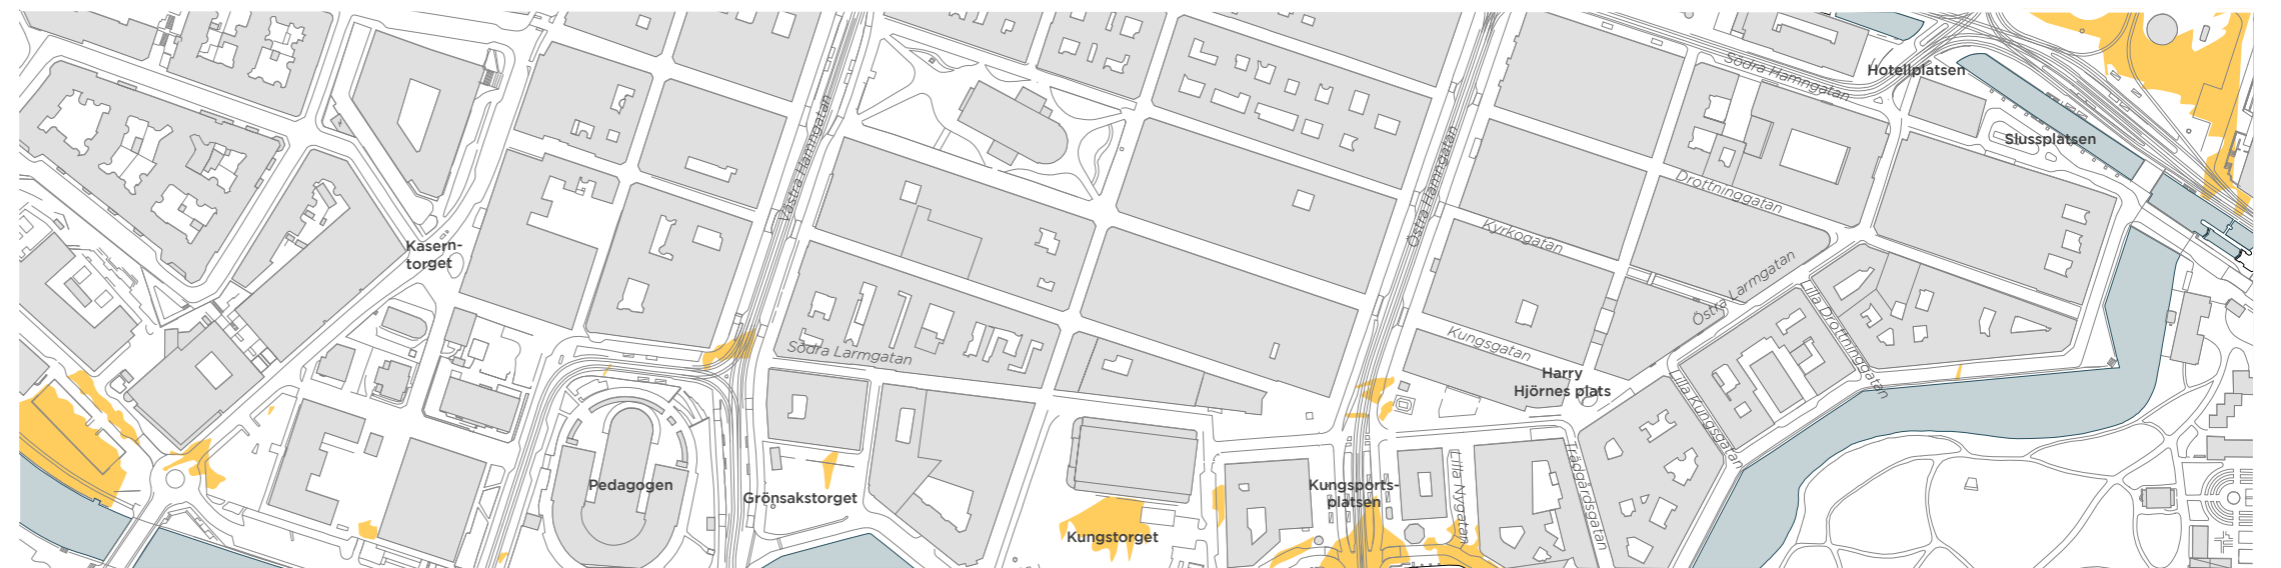 Södra Hamngatan
Hotellplatsen
Västra Hamngatan
Östra Hamngatan
Slussplatsen
Drottninggatan
Kyrkogatan
Kasern-
torget
Östra Larmgatan
Lilla Drottninggatan
Södra Larmgatan
Kungsgatan
Harry
Hjörnes plats
Lilla Kungsgatan
Pedagogen
Grönsakstorget
Kungsports-
platsen
Lilla Nygatan
Trädgårdsgatan
Kungstorget